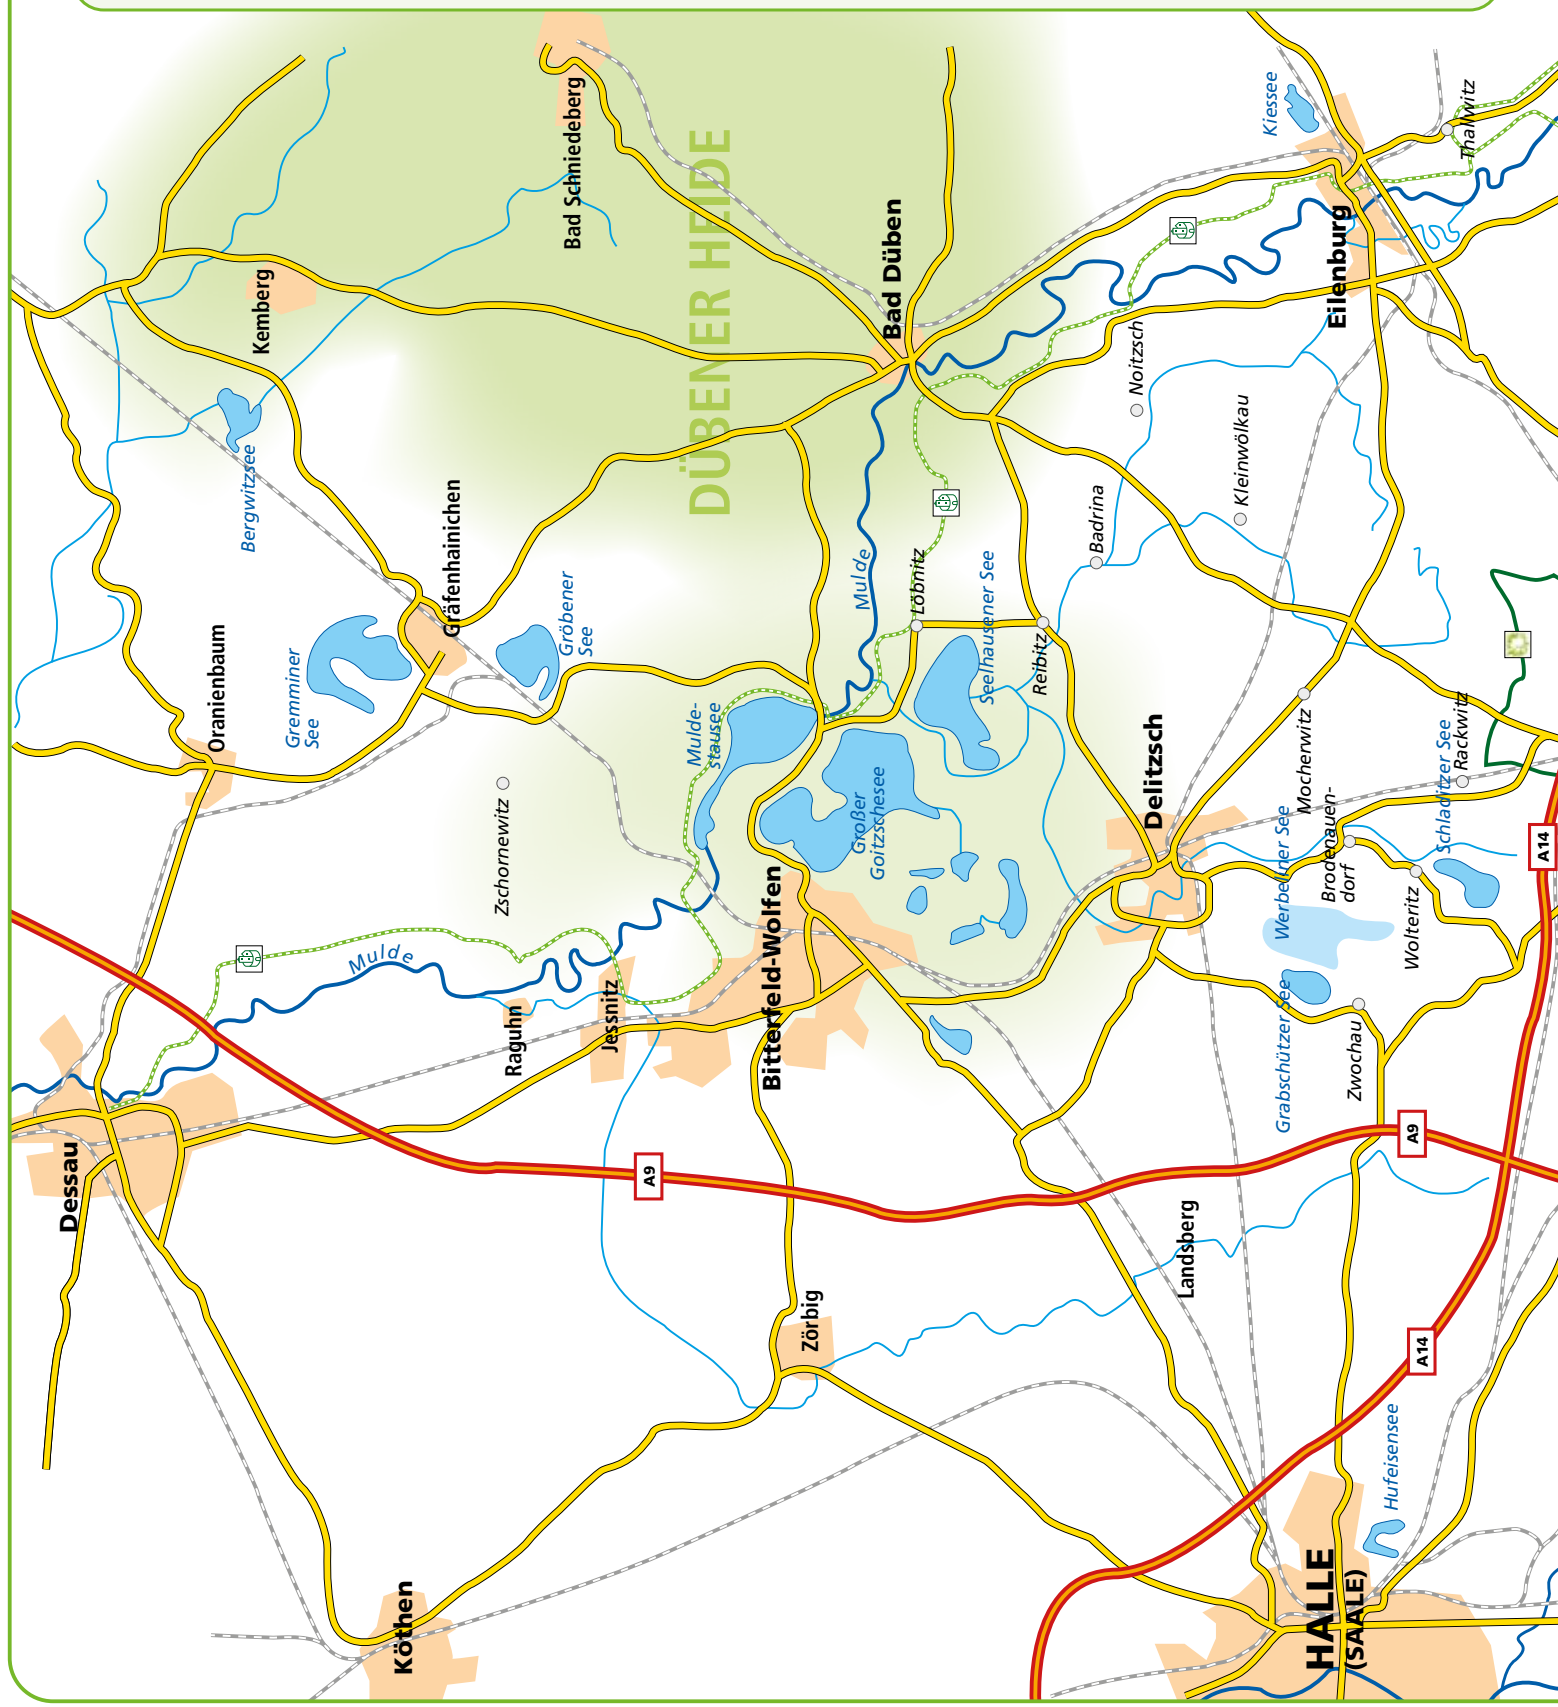 Dessau
Köthen
Oranienbaum
Kemberg
Bergwitzsee
Gremminer
See
Gräfenhainichen
Gröbener
See
Zschornewitz
Mulde
Raguhn
Jessnitz
Bad Schniedeberg
DÜBENER HEIDE
Mulde-
stausee
Bitterfeld-Wolfen
Zörbig
A9
Großer
Goitzschesee
Mulde
Bad Düben
Löbnitz
Seelhausener See
Reibitz
Badrina
Noitzsch
Kleinwölkau
Delitzsch
Landsberg
Kiessee
Eilenburg
Thallwitz
Werbeliner See
Grabschützer See
Mocherwitz
Brodenauen-
dorf
Zwochau
Wolteritz
Schladitzer See
Rackwitz
A9
A14
A14
Hufeisensee
HALLE
(SAALE)